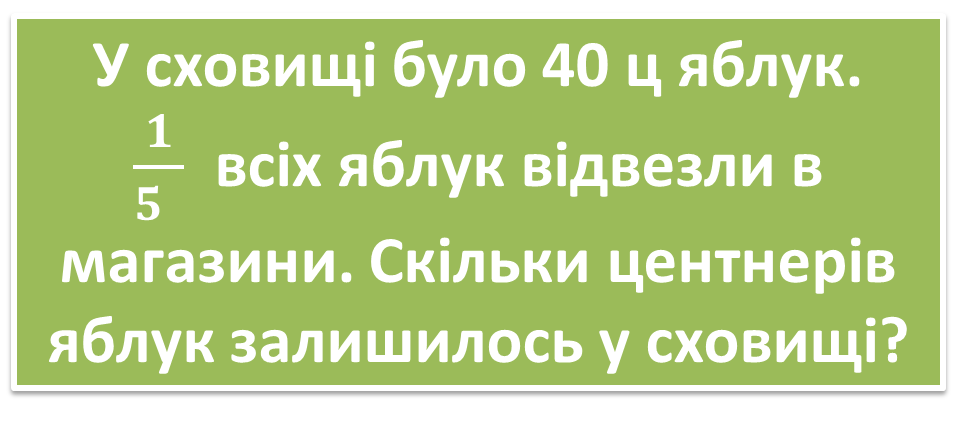 У сховищі було 40 ц яблук.
1/5 всіх яблук відвезли в
магазини. Скільки центнерів
яблук залишилось у сховищі?